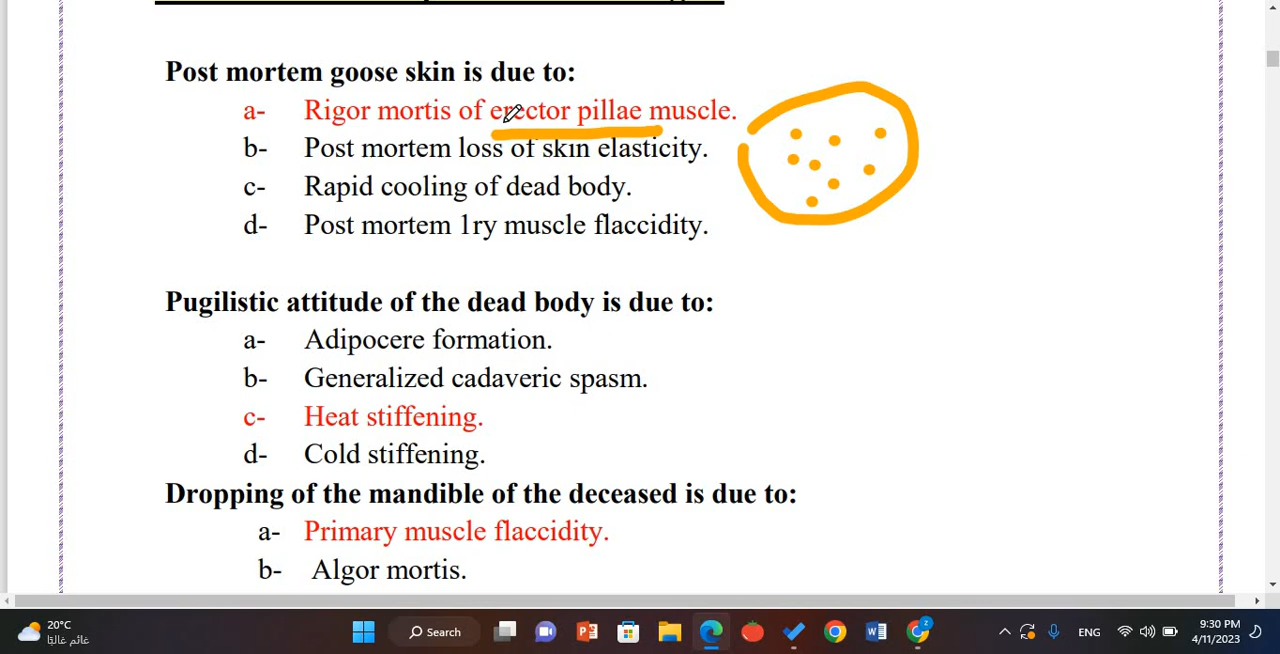 Post mortem goose skin is due to:
a- Rigor mortis of erector pillae muscle.
b- Post mortem loss of skin elasticity.
c- Rapid cooling of dead body.
d- Post mortem 1ry muscle flaccidity.
Pugilistic attitude of the dead body is due to:
a- Adipocere formation.
b- Generalized cadaveric spasm.
c- Heat stiffening.
d- Cold stiffening.
Dropping of the mandible of the deceased is due to:
a- Primary muscle flaccidity.
b- Algor mortis.
20°C
غائم غالبًا
Search
ENG
9:30 PM
4/11/2023